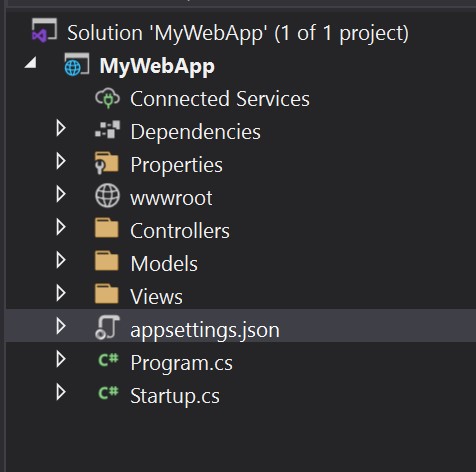 Solution 'MyWebApp' (1 of 1 project)
MyWebApp
Connected Services
Dependencies
Properties
wwwroot
Controllers
Models
Views
appsettings.json
C# Program.cs
C# Startup.cs